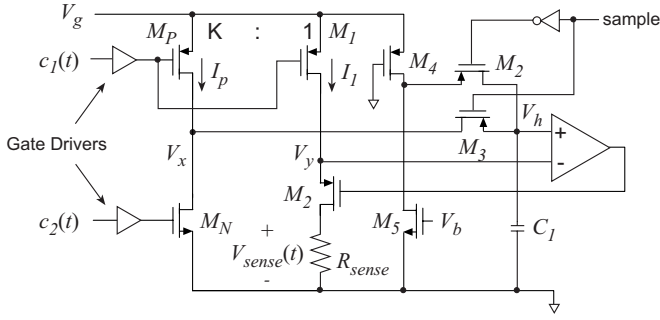 V_g
M_P
K : 1
M_1
sample
c_1(t)
I_p
I_1
M_4
M_2
V_h
+
-
Gate Drivers
V_x
V_y
M_3
M_2
c_2(t)
M_N
+
V_sense(t)
-
R_sense
M_5
V_b
C_1